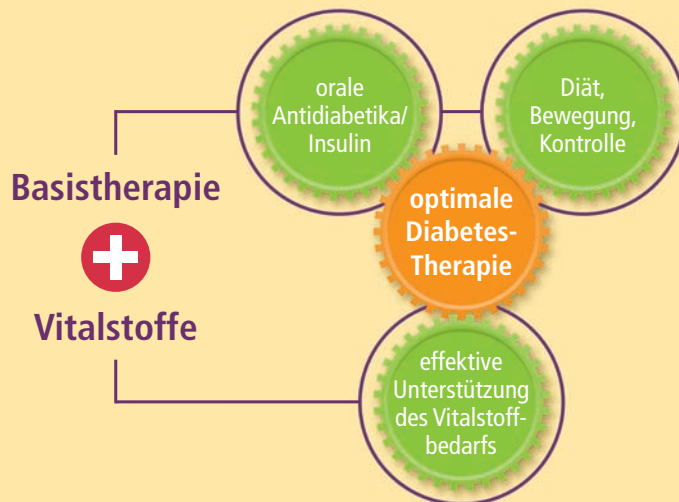 orale
Antidiabetika/
Insulin
Diät,
Bewegung,
Kontrolle
Basistherapie
optimale
Diabetes-
Therapie
Vitalstoffe
effektive
Unterstützung
des Vitalstoff-
bedarfs